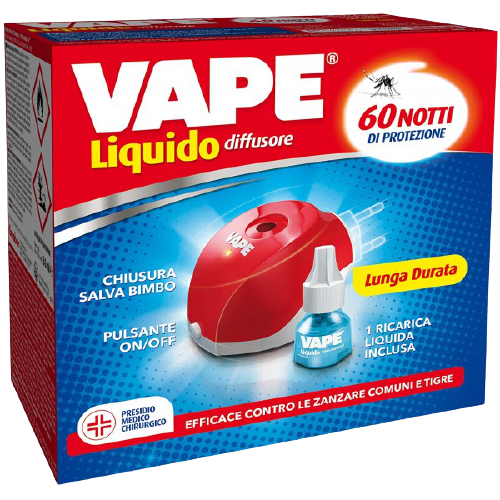 VAPE®
Liquido diffusore
60 NOTTI
DI PROTEZIONE
VAPE
CHIUSURA
SALVA BIMBO
Lunga Durata
PULSANTE
ON/OFF
VAPE
Liquido
1 RICARICA
LIQUIDA
INCLUSA
PRESIDIO
MEDICO
CHIRURGICO
EFFICACE CONTRO LE ZANZARE COMUNI E TIGRE